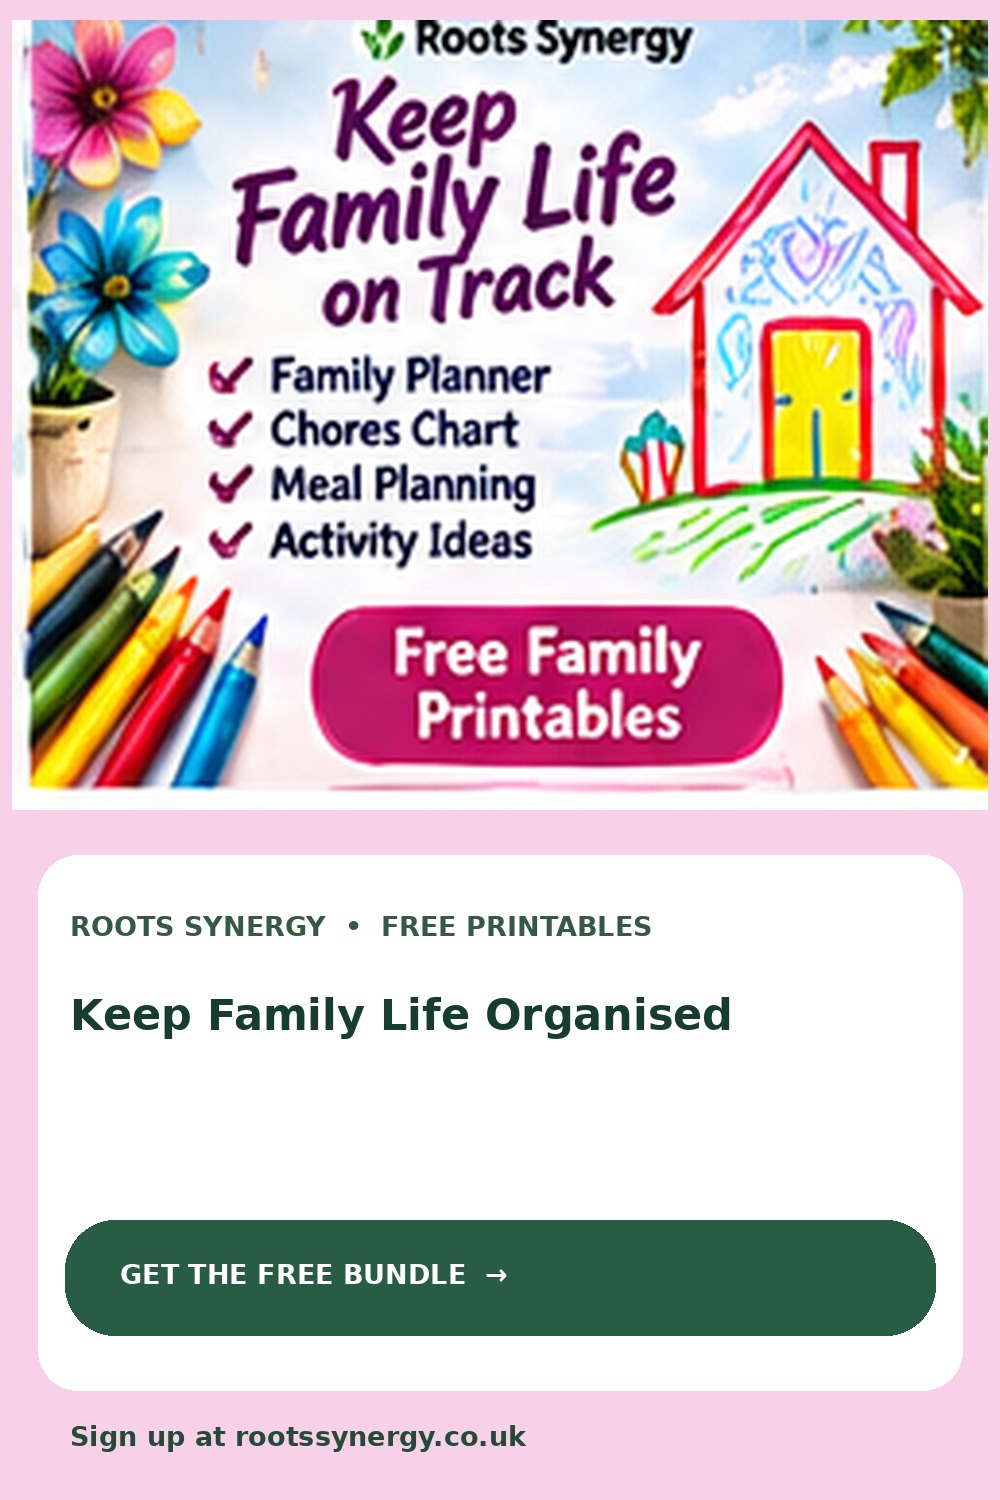 Roots Synergy
Keep
Family Life
on Track
Family Planner
Chores Chart
Meal Planning
Activity Ideas
Free Family
Printables
ROOTS SYNERGY • FREE PRINTABLES
Keep Family Life Organised
GET THE FREE BUNDLE →
Sign up at rootssynergy.co.uk